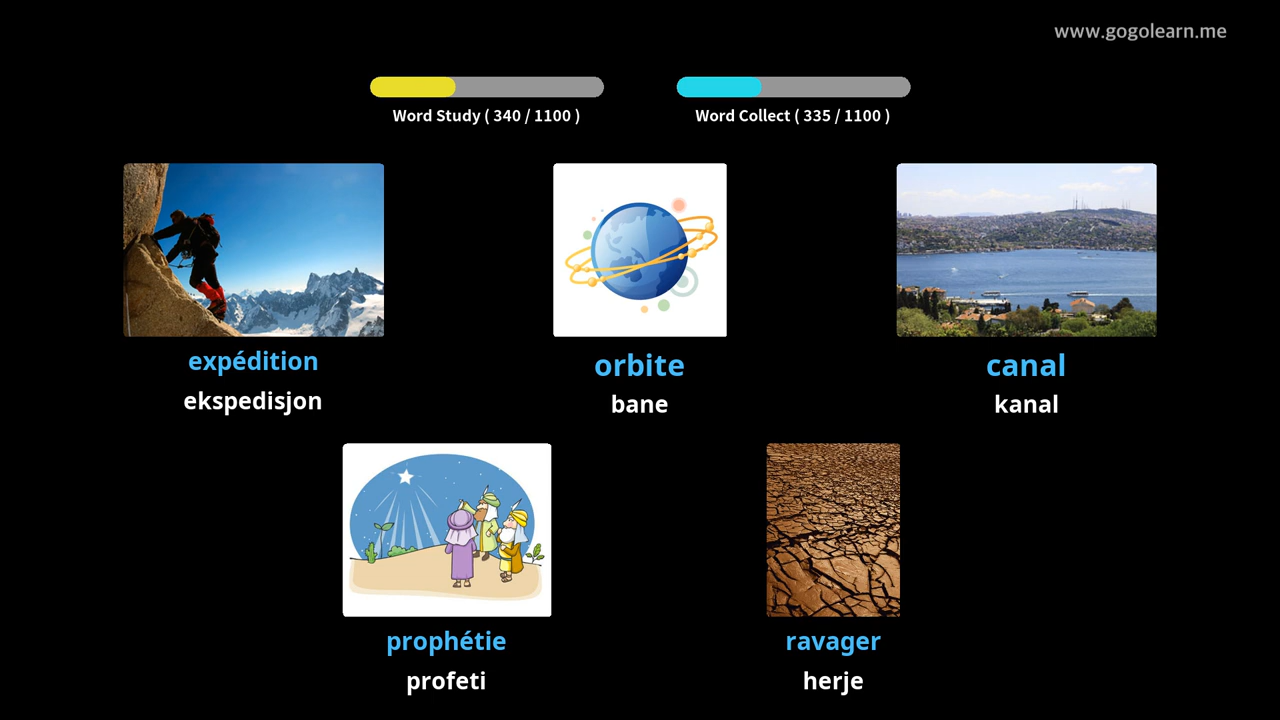 www.gogolearn.me
Word Study ( 340 / 1100 )
Word Collect ( 335 / 1100 )
expédition
ekspedisjon
orbite
bane
canal
kanal
prophétie
profeti
ravager
herje